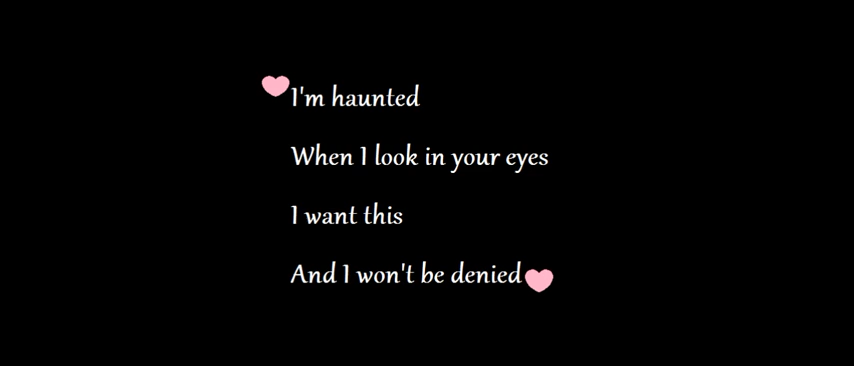 I'm haunted
When I look in your eyes
I want this
And I won't be denied